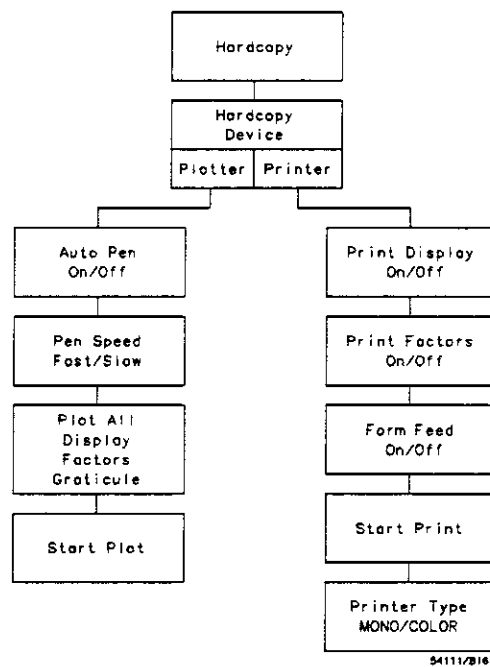 Hardcopy
Hardcopy
Device
Plotter
Printer
Auto Pen
On/Off
Pen Speed
Fast/Slow
Plot All
Display
Factors
Graticule
Start Plot
Print Display
On/Off
Print Factors
On/Off
Form Feed
On/Off
Start Print
Printer Type
MONO/COLOR
54111/B16